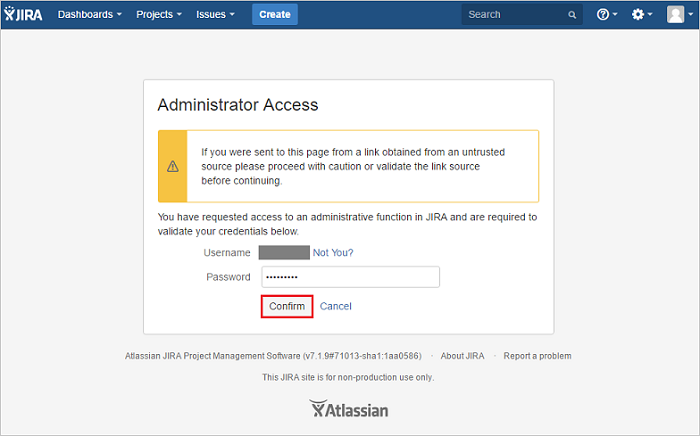 JIRA Dashboards Projects Issues Create Search
Administrator Access
If you were sent to this page from a link obtained from an untrusted
source please proceed with caution or validate the link source
before continuing.
You have requested access to an administrative function in JIRA and are required to
validate your credentials below.
Username Not You?
Password •••••••••
Confirm Cancel
Atlassian JIRA Project Management Software (v7.1.9#71013-sha1:1aa0586) · About JIRA · Report a problem
This JIRA site is for non-production use only.
Atlassian